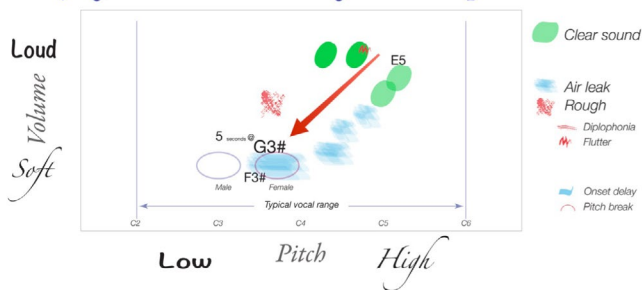 Loud
Volume
Soft
E5
5 seconds @
G3#
F3#
Male
Female
Typical vocal range
C2
C3
C4
C5
C6
Low
Pitch
High
Clear sound
Air leak
Rough
Diplophonia
Flutter
Onset delay
Pitch break